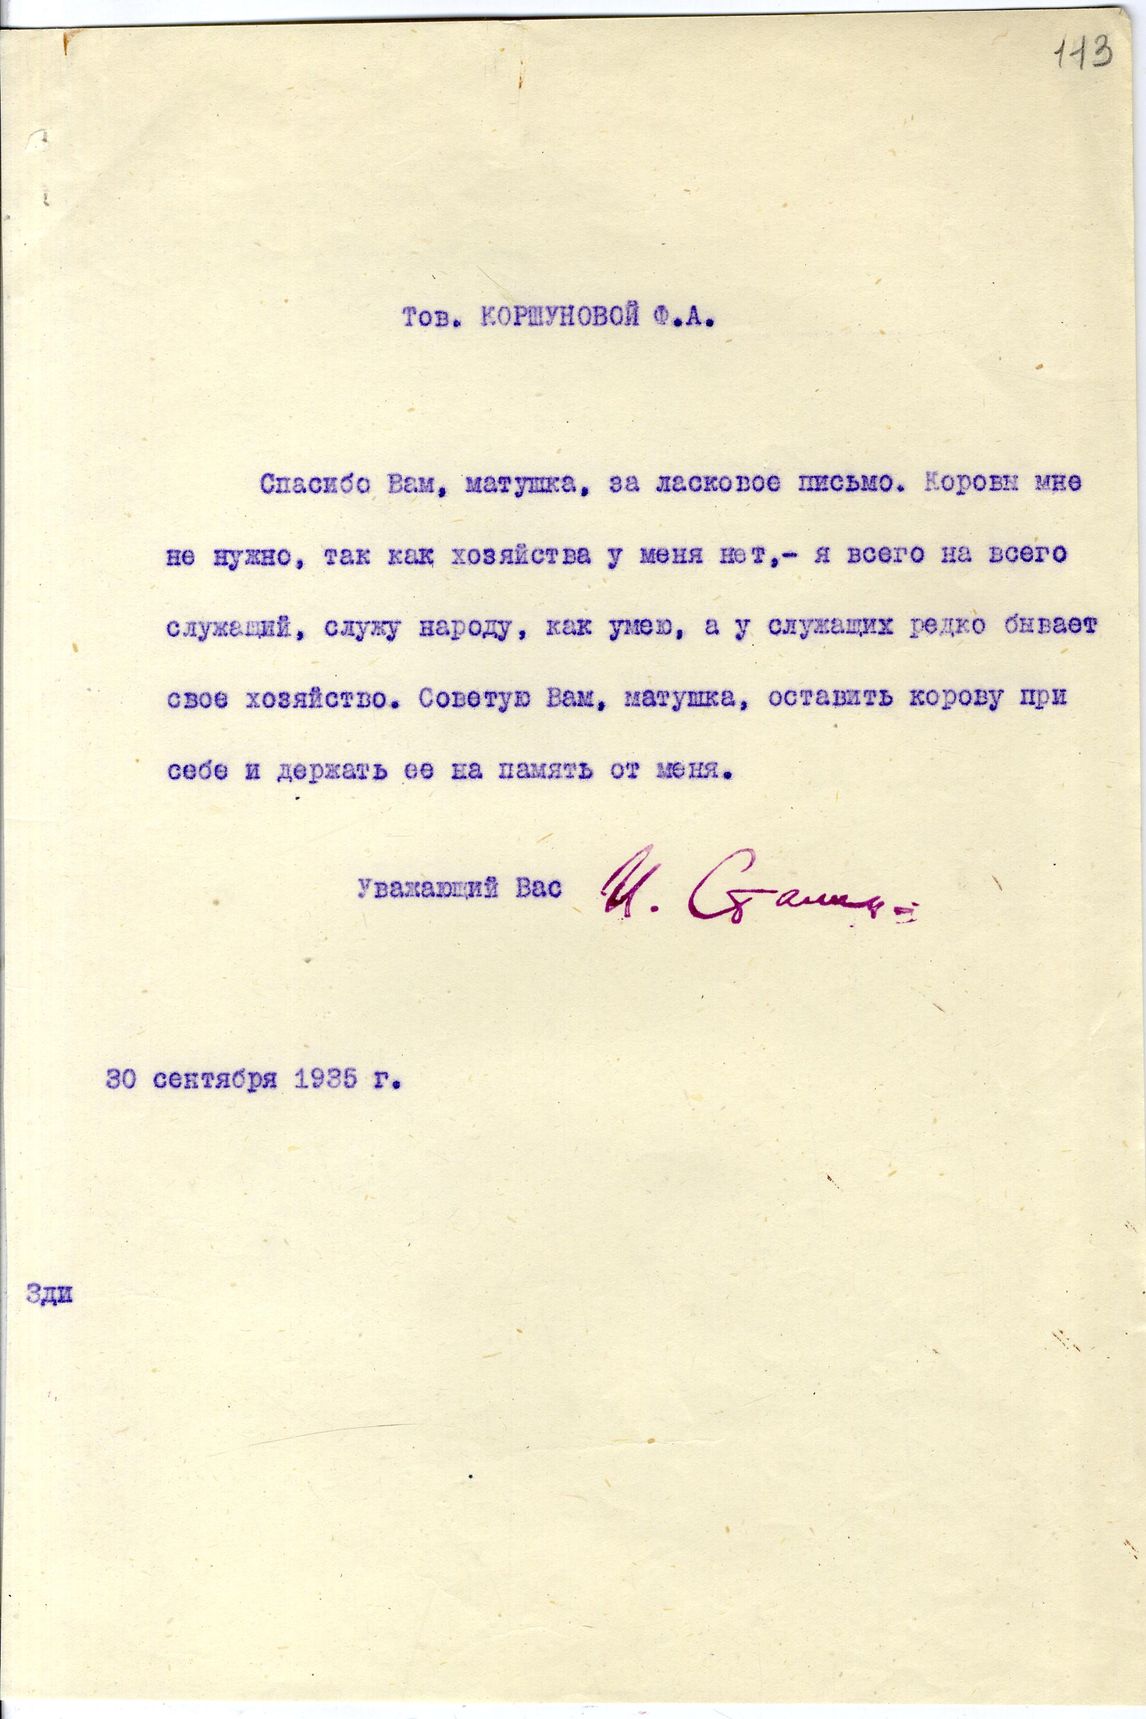 113
Тов. КОРШУНОВОЙ Ф.А.
Спасибо Вам, матушка, за ласковое письмо. Коровы мне
не нужно, так как хозяйства у меня нет,- я всего на всего
служащий, служу народу, как умею, а у служащих редко бывает
свое хозяйство. Советую Вам, матушка, оставить корову при
себе и держать ее на память от меня.
Уважающий Вас И. Сталин
30 сентября 1935 г.
3ди